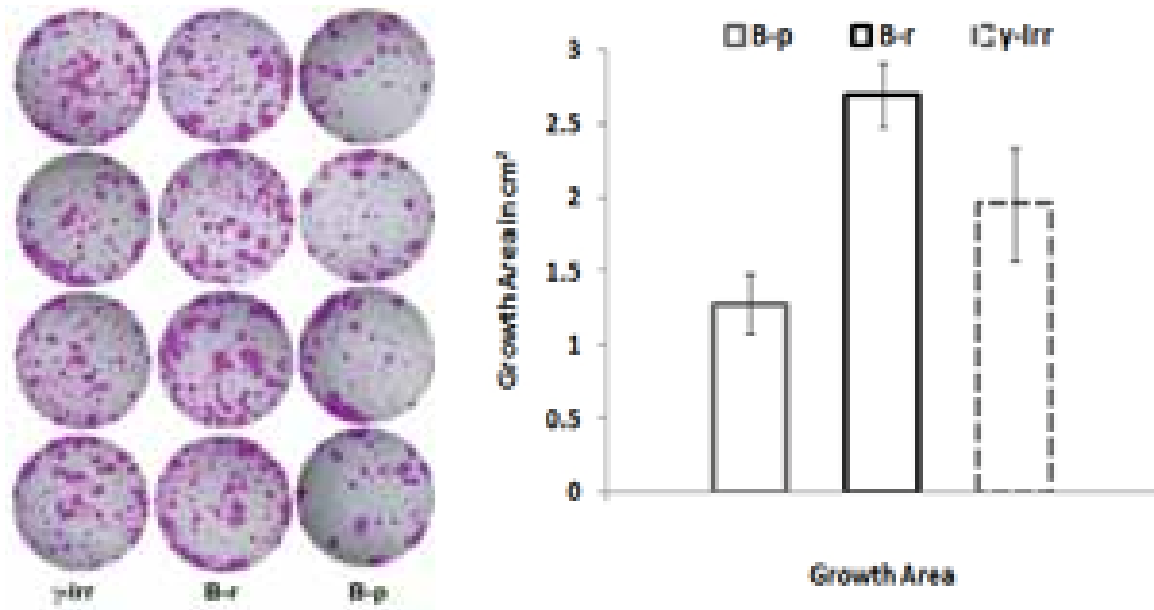 γ-irr B-r B-p
B-p B-r γ-irr
3
2.5
2
1.5
1
0.5
0
Growth Area in cm²
Growth Area